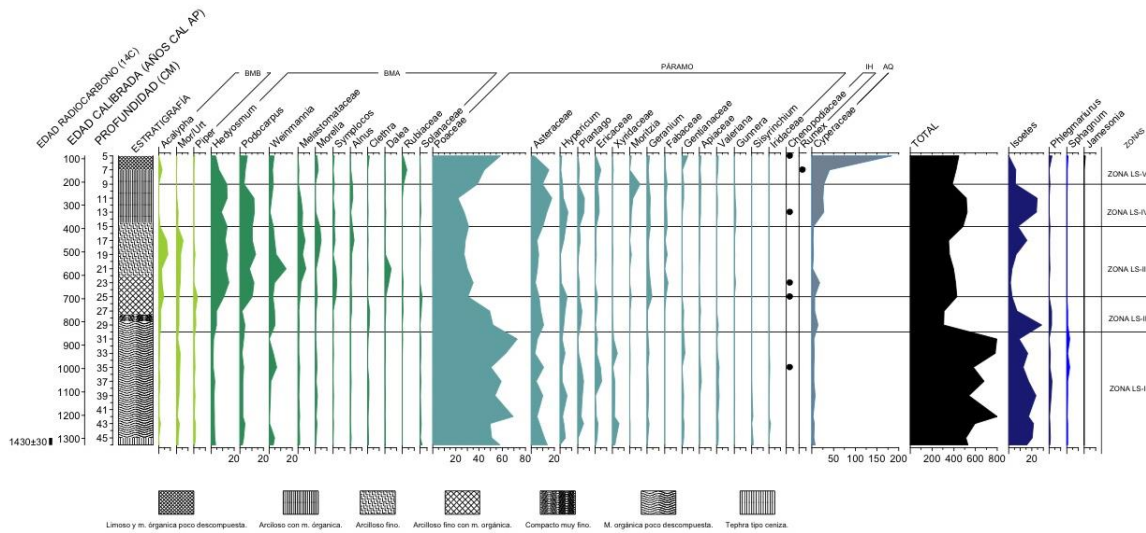 EDAD RADIOCARBONO (14C)
EDAD CALIBRADA (AÑOS CAL AP)
PROFUNDIDAD (CM)
ESTRATIGRAFÍA
BMB
BMA
PÁRAMO
IH
AQ
Acalypha
Mor/Urt
Piper
Hedyosmum
Podocarpus
Weinmannia
Melastomataceae
Morella
Symplocos
Alnus
Clethra
Dalea
Rubiaceae
Solanaceae
Poaceae
Asteraceae
Hypericum
Plantago
Ericaceae
Xyridaceae
Moritzia
Geranium
Fabaceae
Gentianaceae
Apiaceae
Valeriana
Gunnera
Sisyrinchium
Iridaceae
Chenopodiaceae
Rumex
Cyperaceae
TOTAL
Isoetes
Phlegmariurus
Sphagnum
Jamesonia
ZONAS
100
200
300
400
500
600
700
800
900
1000
1100
1200
1300
1430±30
5
7
9
11
13
15
17
19
21
23
25
27
29
31
33
35
37
39
41
43
45
ZONA LS-V
ZONA LS-IV
ZONA LS-III
ZONA LS-II
ZONA LS-I
20 20 20 20 40 60 80 20 50 100 150 200 200 400 600 800 20
Limoso y m. órganica poco descompuesta.
Arciloso con m. órganica.
Arcilloso fino.
Arcilloso fino con m. orgánica.
Compacto muy fino.
M. orgánica poco descompuesta.
Tephra tipo ceniza.